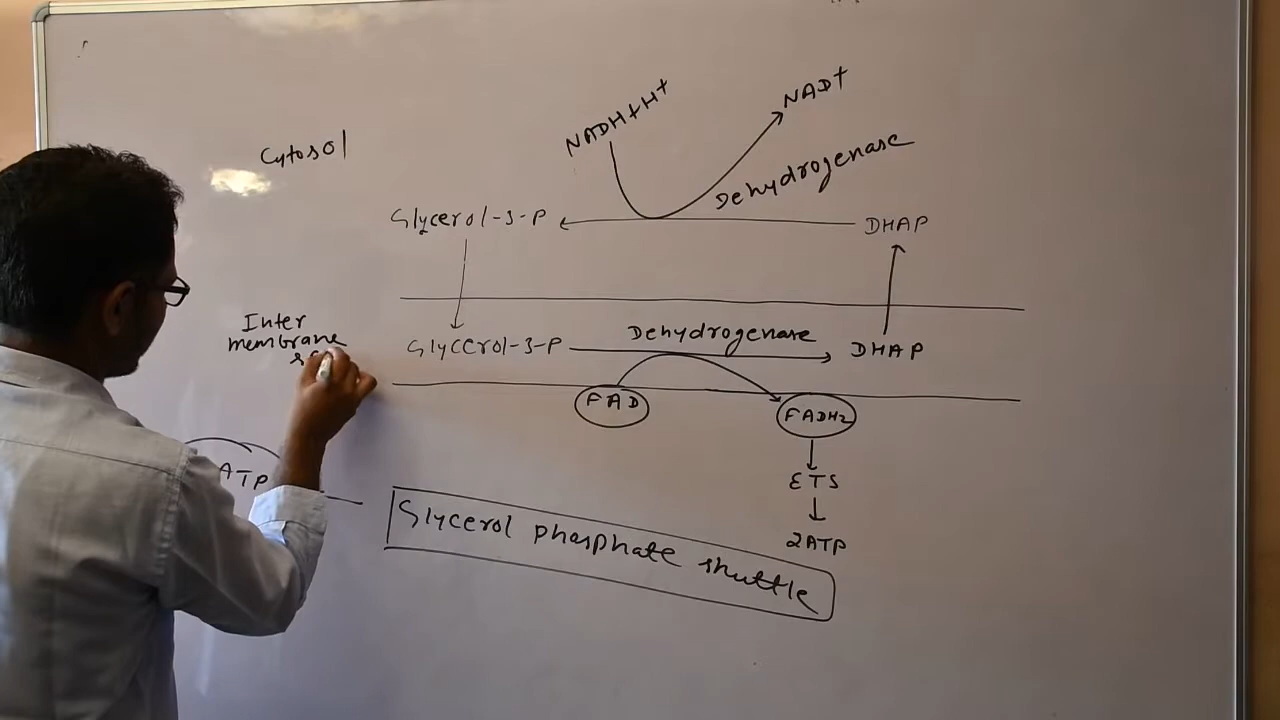 NADH+H+
NAD+
Cytosol
Dehydrogenase
Glycerol-3-P
DHAP
Inter
membrane
Dehydrogenase
Glycerol-3-P
DHAP
FAD
FADH2
ATP
ETS
Glycerol phosphate shuttle
2ATP